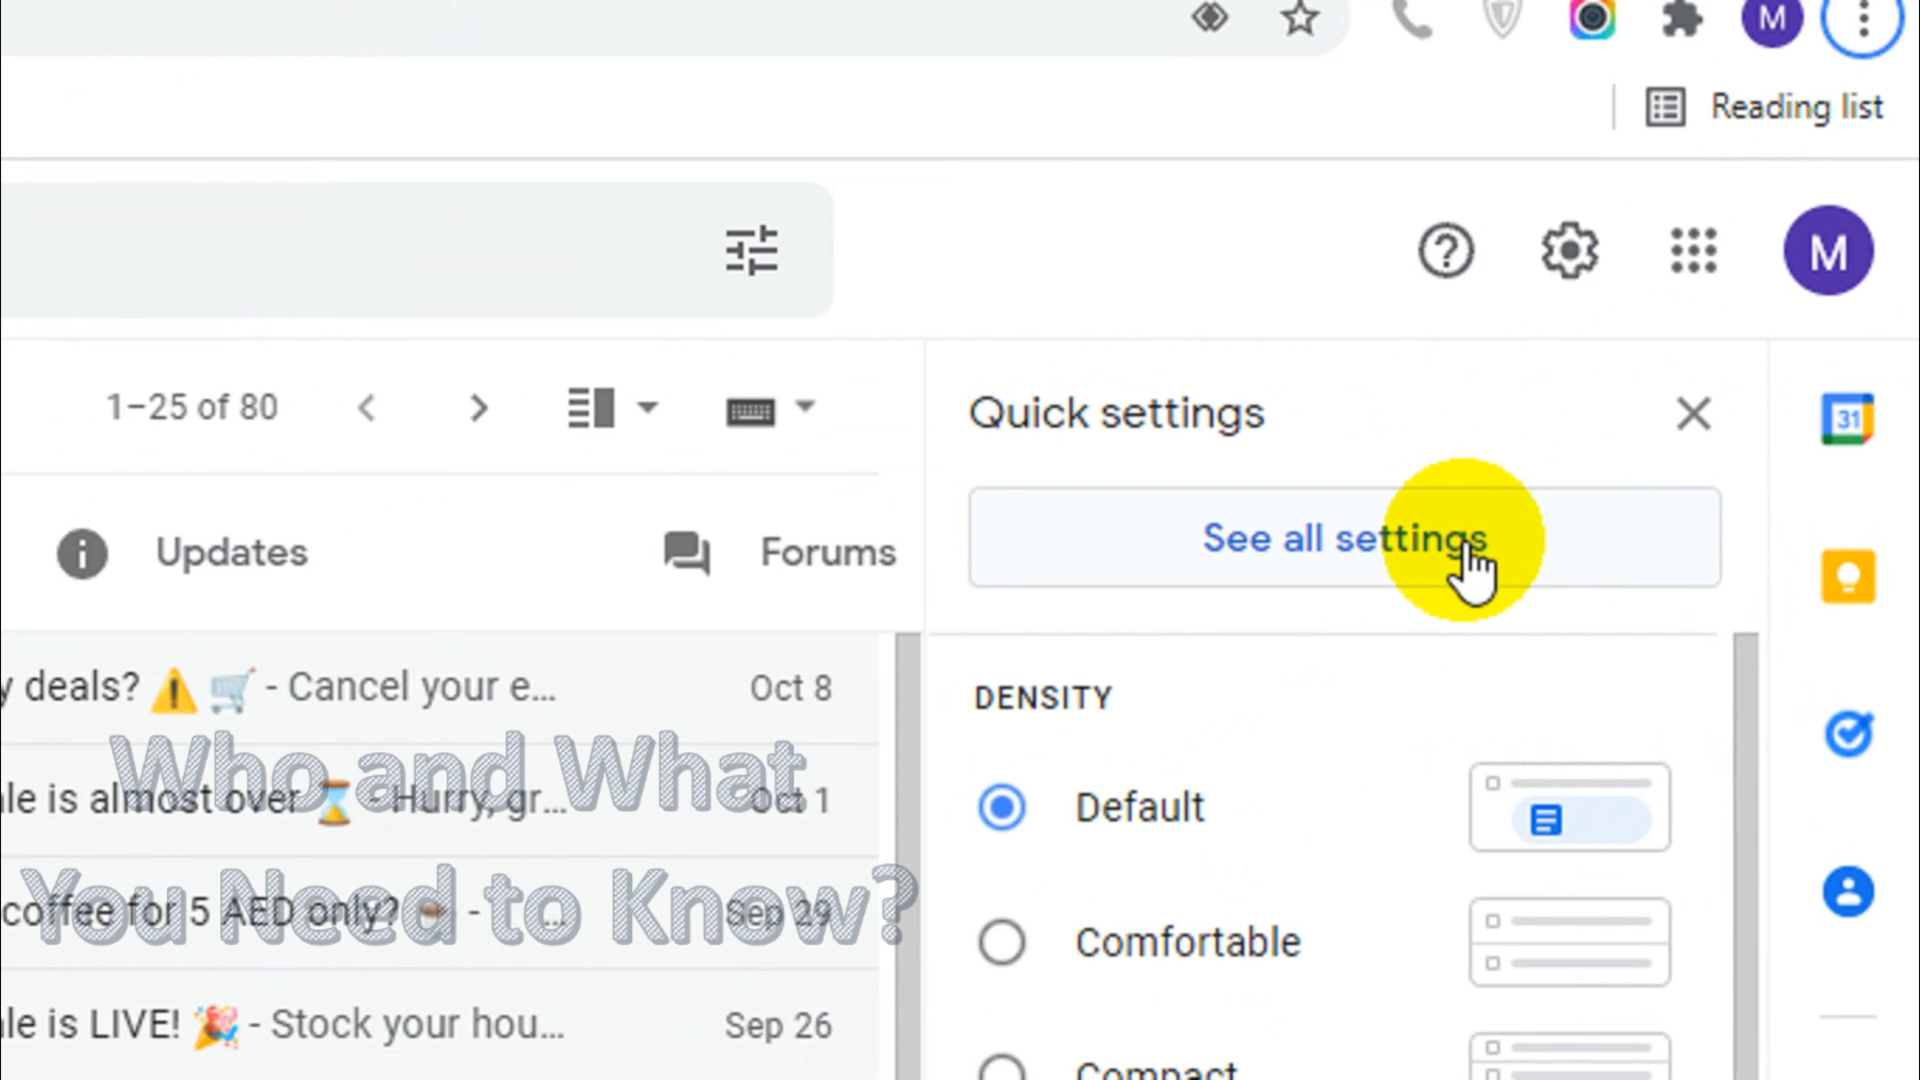 M
Reading list
M
1–25 of 80
Quick settings
31
See all settings
Updates
Forums
DENSITY
y deals? ⚠️ 🛒 - Cancel your e... Oct 8
Default
Who and What
le is almost over ⌛ - Hurry, gr... Oct 1
You Need to Know?
coffee for 5 AED only? ☕ - ... Sep 29
Comfortable
le is LIVE! 🎉 - Stock your hou... Sep 26
Compact